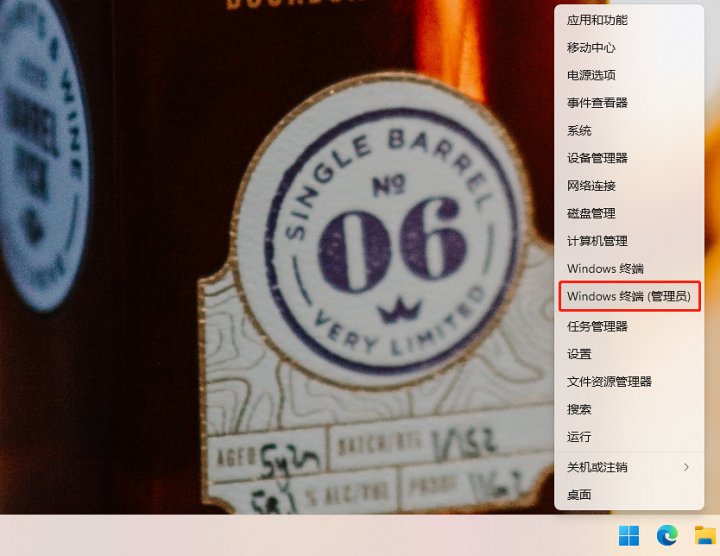 BOURBON
SINGLE BARREL
№
06
VERY LIMITED
AGED 5y2m BATCH/BTL 1/152
% ALC/VOL PROOF
& WINE
BARREL
PICK
应用和功能
移动中心
电源选项
事件查看器
系统
设备管理器
网络连接
磁盘管理
计算机管理
Windows 终端
Windows 终端 (管理员)
任务管理器
设置
文件资源管理器
搜索
运行
关机或注销
桌面